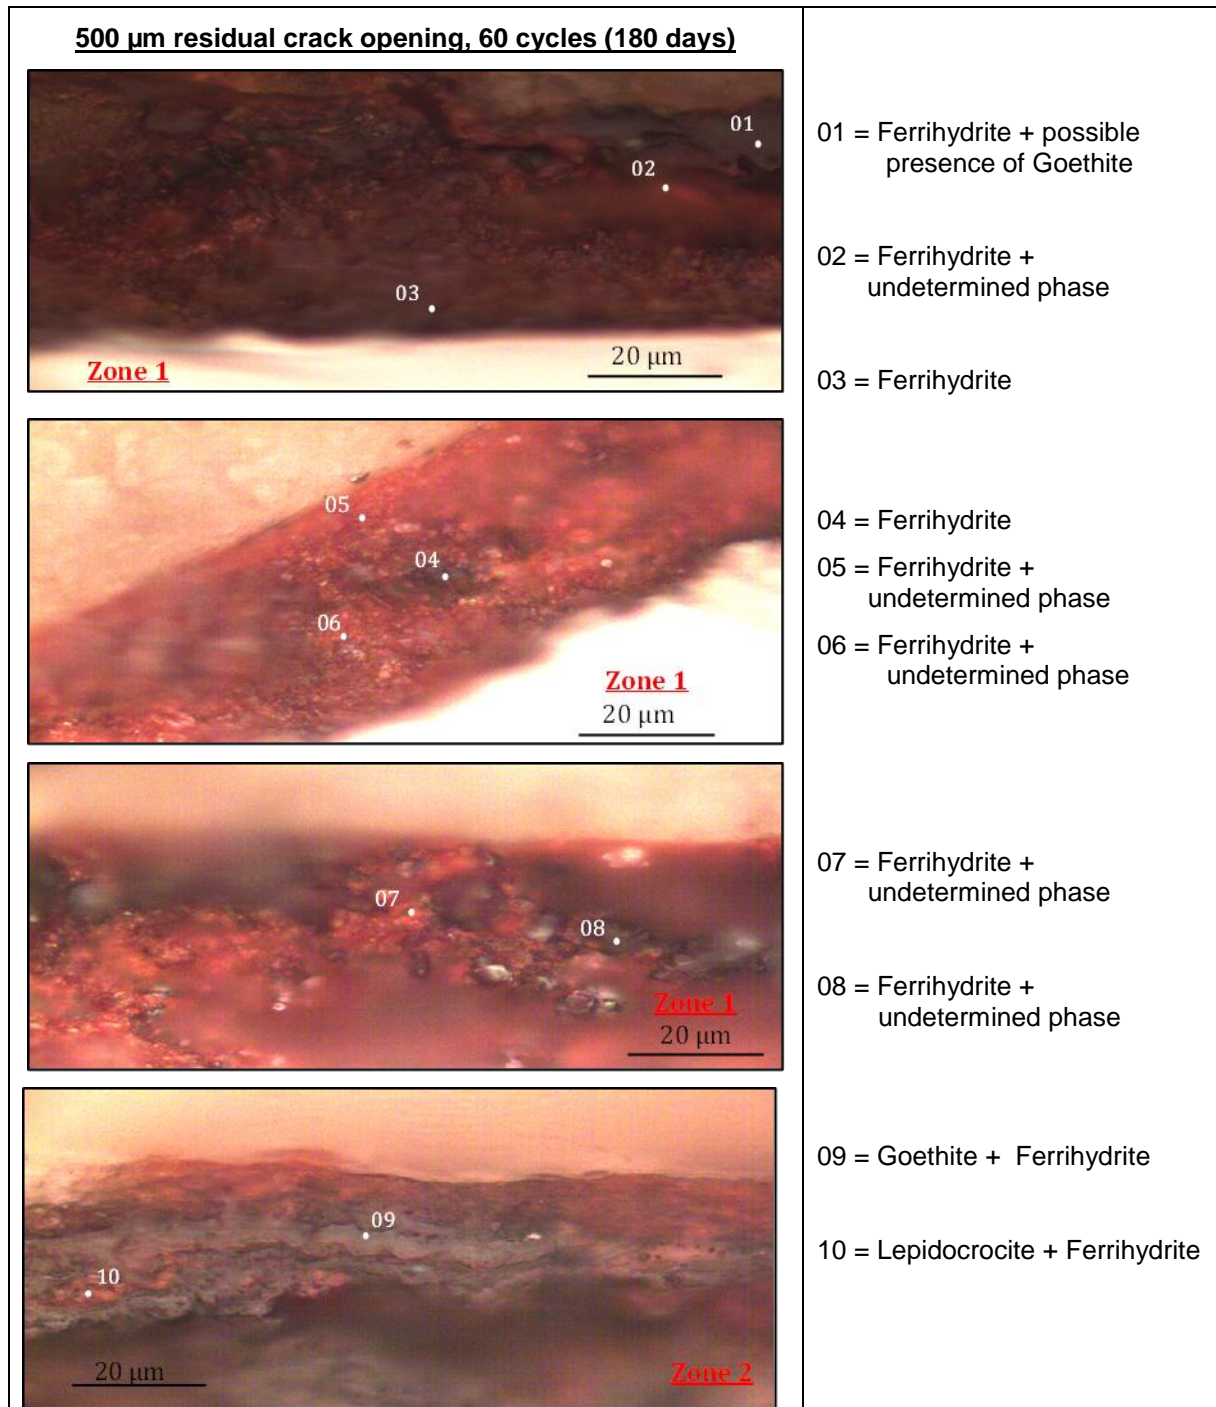 500 µm residual crack opening, 60 cycles (180 days)
01
02
03
Zone 1
20 µm
01 = Ferrihydrite + possible
presence of Goethite
02 = Ferrihydrite +
undetermined phase
03 = Ferrihydrite
05
04
06
Zone 1
20 µm
04 = Ferrihydrite
05 = Ferrihydrite +
undetermined phase
06 = Ferrihydrite +
undetermined phase
07
08
Zone 1
20 µm
07 = Ferrihydrite +
undetermined phase
08 = Ferrihydrite +
undetermined phase
09
10
20 µm
Zone 2
09 = Goethite + Ferrihydrite
10 = Lepidocrocite + Ferrihydrite